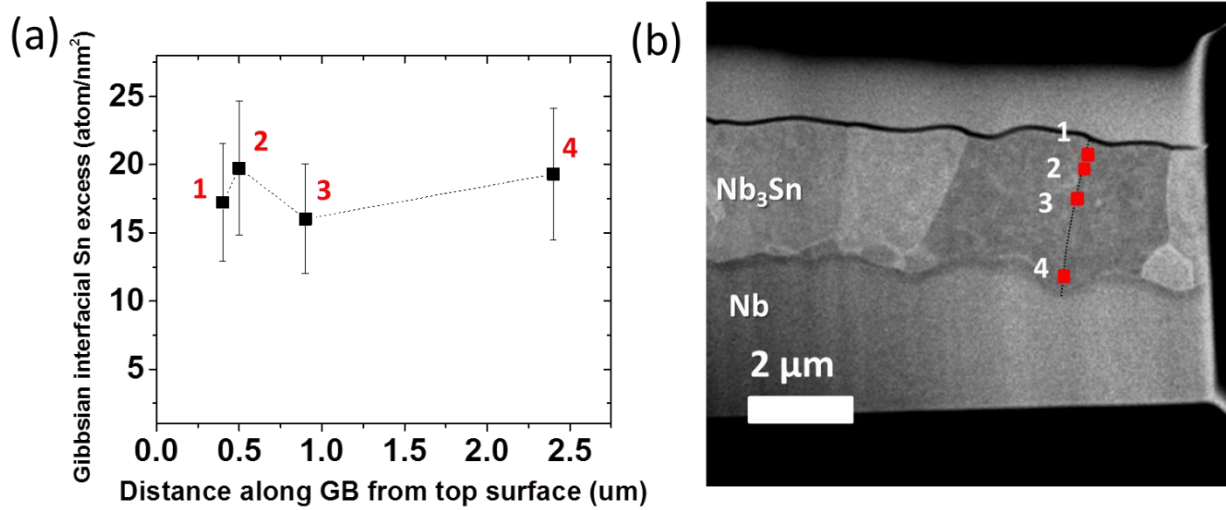 (a)
Gibbsian interfacial Sn excess (atom/nm²)
25
20
15
10
5
1
2
3
4
0.0 0.5 1.0 1.5 2.0 2.5
Distance along GB from top surface (um)
(b)
1
2
3
4
Nb₃Sn
Nb
2 μm